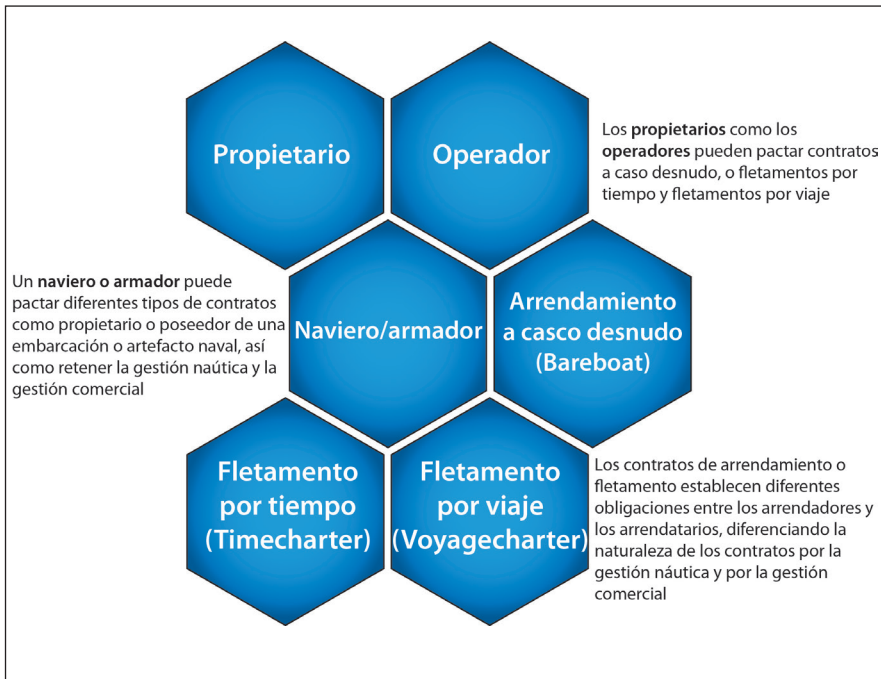 Propietario
Operador
Los propietarios como los
operadores pueden pactar contratos
a caso desnudo, o fletamentos por
tiempo y fletamentos por viaje
Un naviero o armador puede
pactar diferentes tipos de contratos
como propietario o poseedor de una
embarcación o artefacto naval, así
como retener la gestión naútica y la
gestión comercial
Naviero/armador
Arrendamiento
a casco desnudo
(Bareboat)
Fletamento
por tiempo
(Timecharter)
Fletamento
por viaje
(Voyagecharter)
Los contratos de arrendamiento o
fletamento establecen diferentes
obligaciones entre los arrendadores y
los arrendatarios, diferenciando la
naturaleza de los contratos por la
gestión náutica y por la gestión
comercial